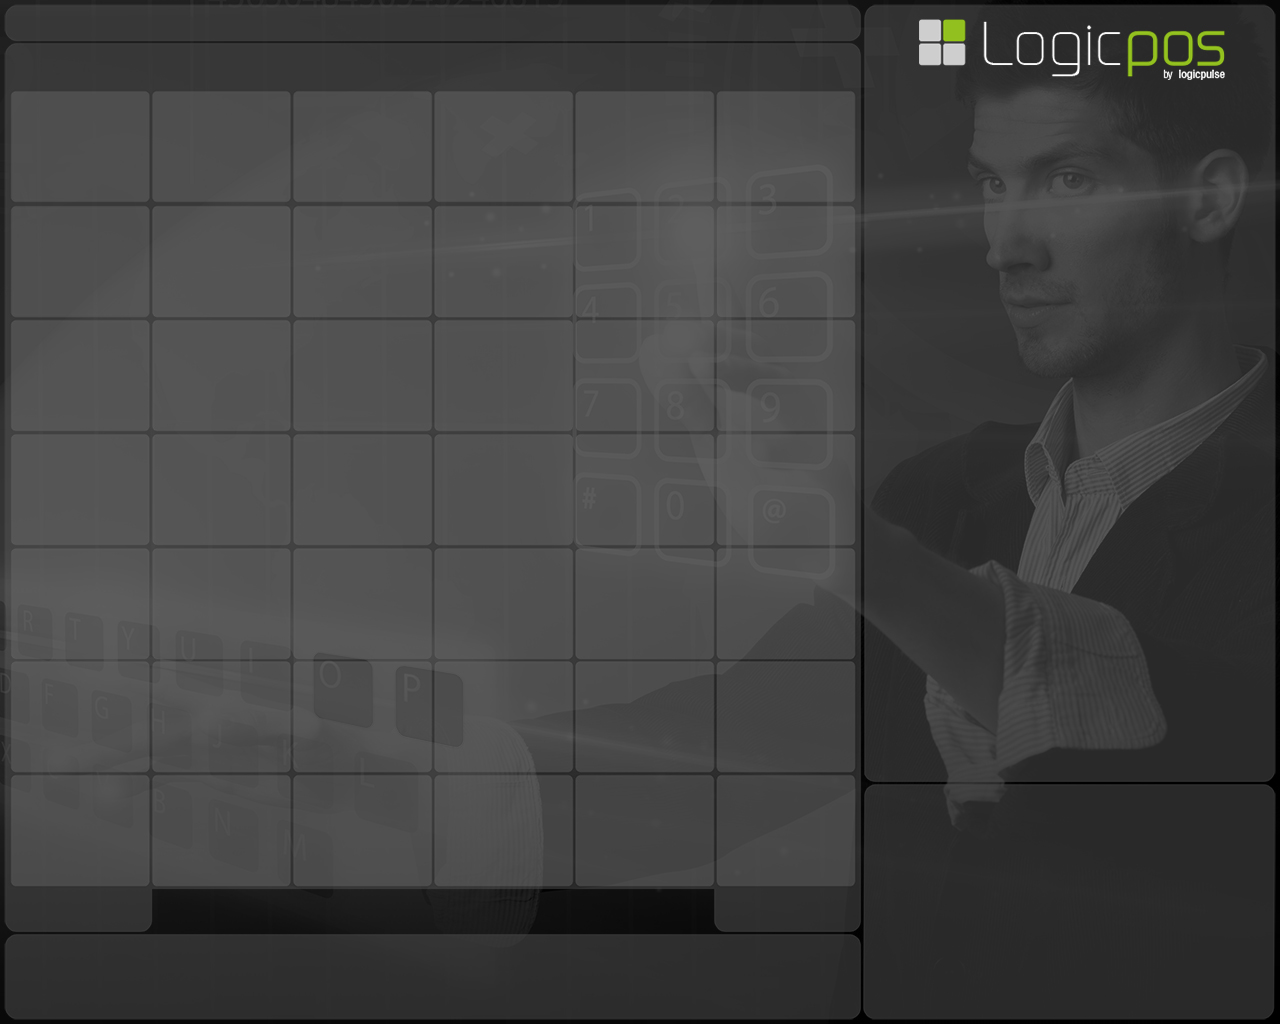 Logicpos
by logicpulse
1 3
4 5 6
7 8 9
# 0 @
R T Y U I O P
D F G H J K L
X B N M